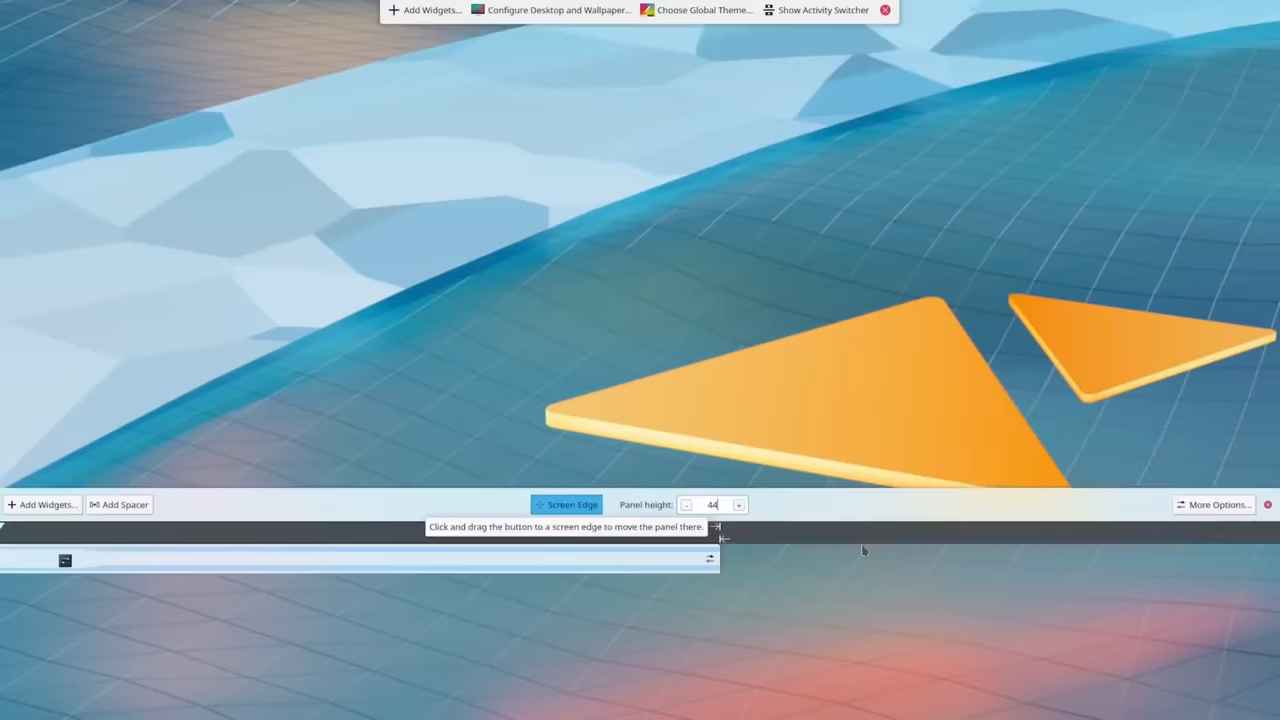 Add Widgets... Configure Desktop and Wallpaper... Choose Global Theme... Show Activity Switcher
Add Widgets... Add Spacer Screen Edge Panel height: - 44 + More Options...
Click and drag the button to a screen edge to move the panel there.